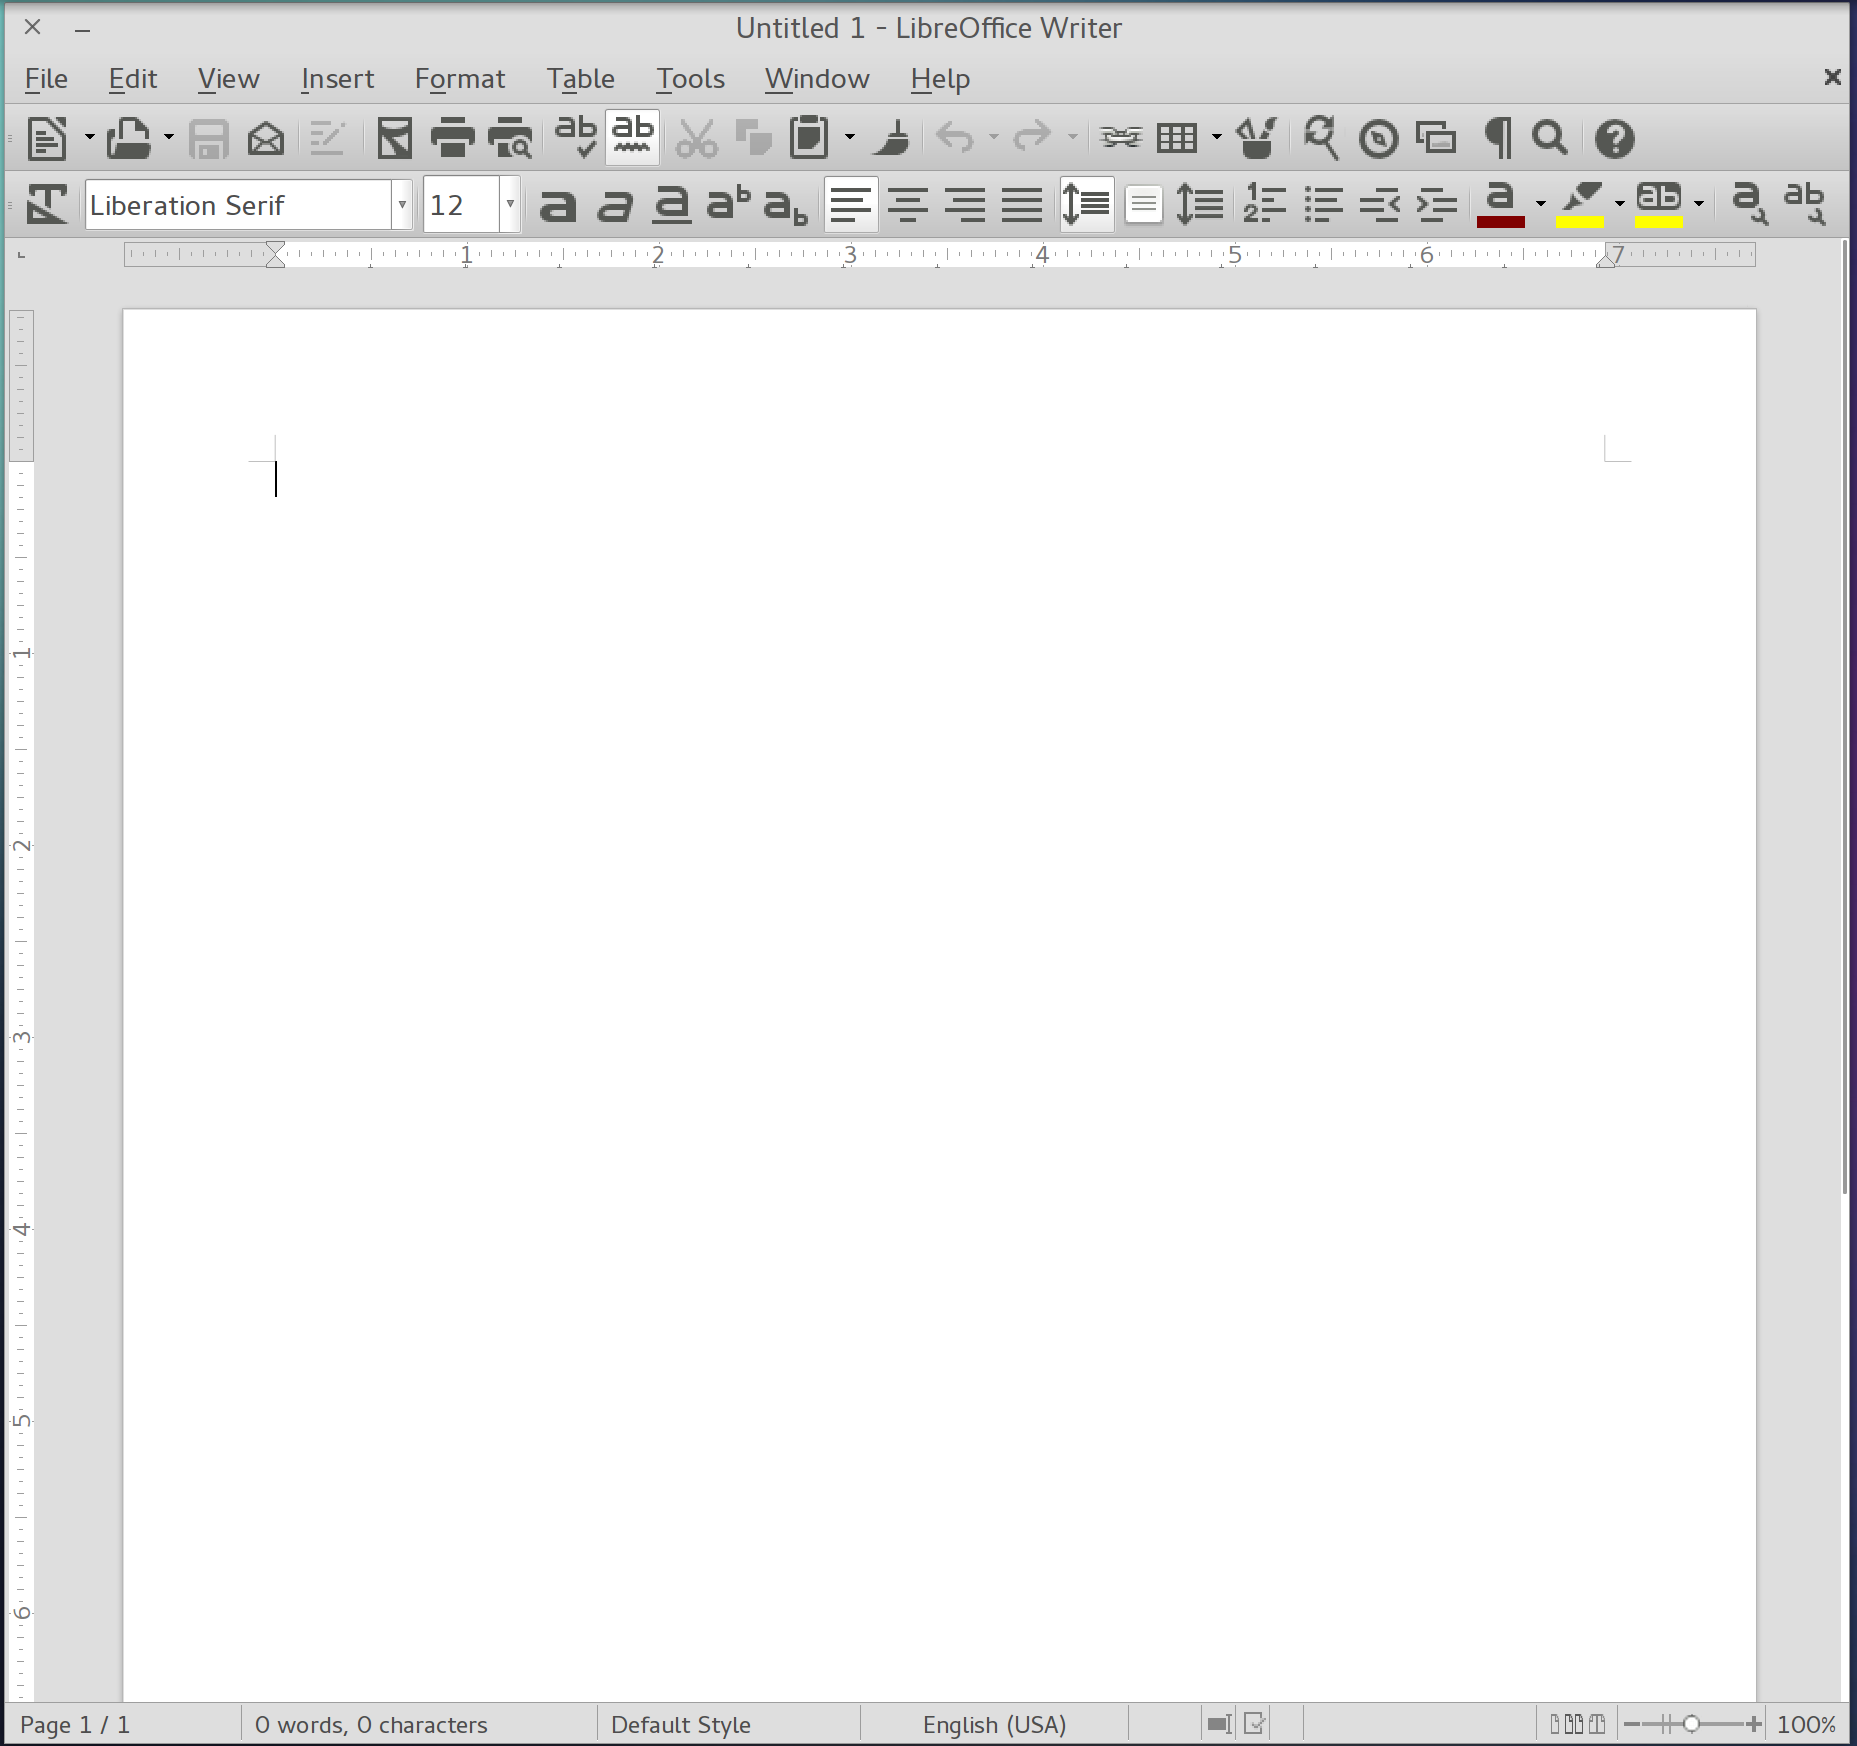 Untitled 1 - LibreOffice Writer
File Edit View Insert Format Table Tools Window Help
Liberation Serif 12
1 2 3 4 5 6 7
1
2
3
4
5
6
Page 1 / 1 0 words, 0 characters Default Style English (USA) 100%